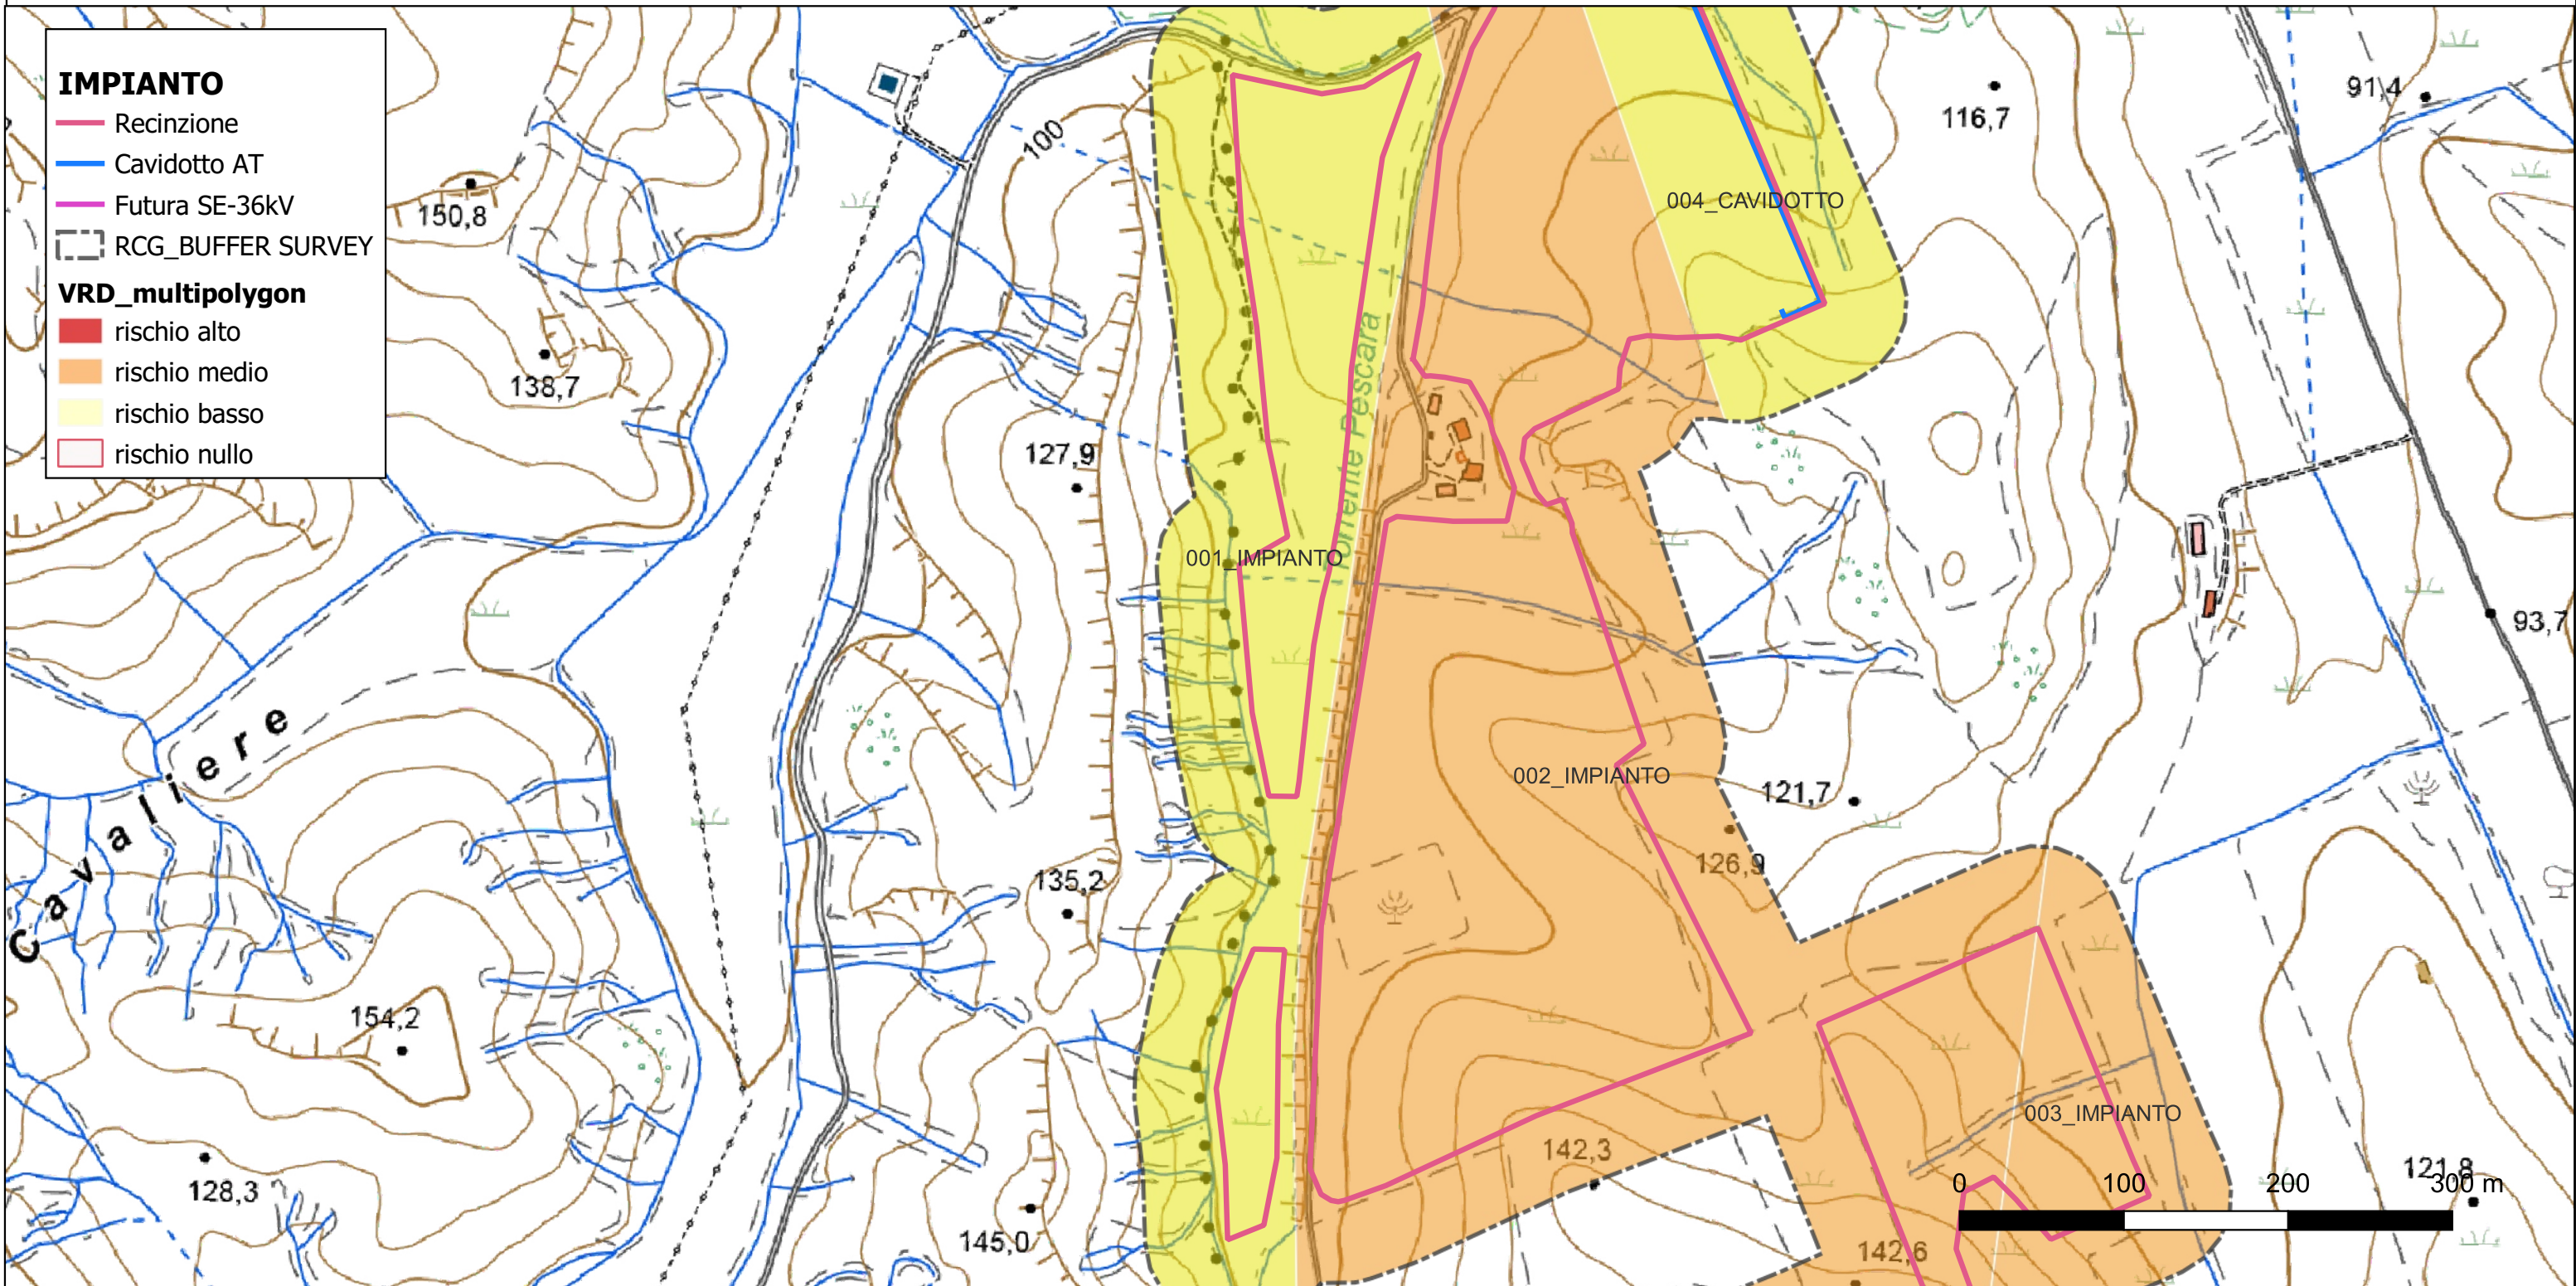 IMPIANTO
Recinzione
Cavidotto AT
Futura SE-36kV
RCG_BUFFER SURVEY
VRD_multipolygon
rischio alto
rischio medio
rischio basso
rischio nullo
91,4
116,7
100
150,8
004_CAVIDOTTO
138,7
Torrente Pescara
127,9
001_IMPIANTO
93,7
Cavaliere
002_IMPIANTO
121,7
126,9
135,2
154,2
003_IMPIANTO
142,3
121,8
128,3
0 100 200 300 m
145,0
142,6